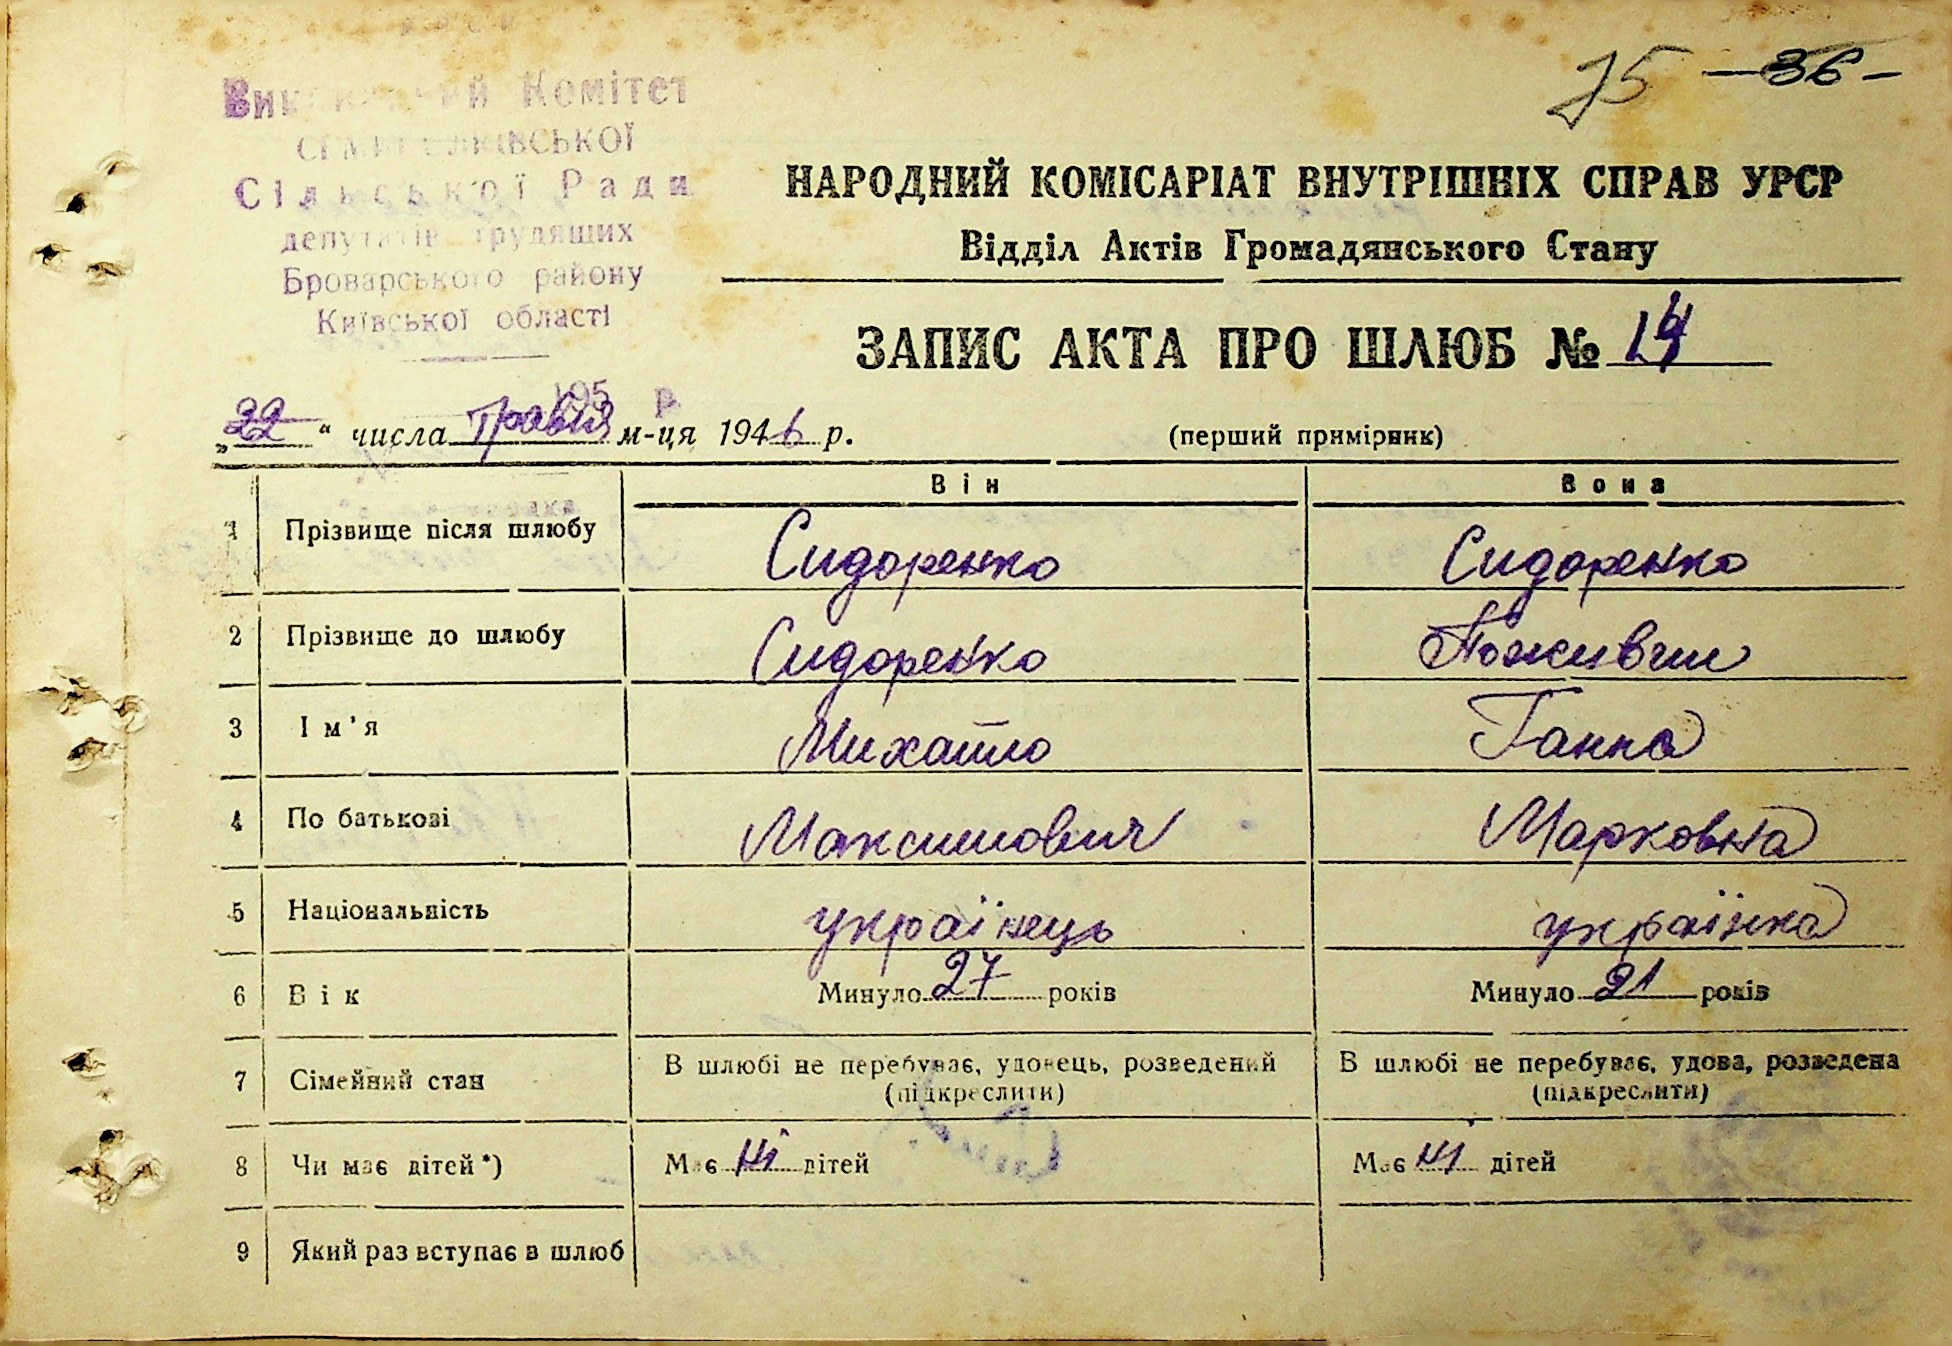 75 -36-
Виконавчий Комітет
Сільської Ради
депутатів трудящих
Броварського району
Київської області
195 р.
НАРОДНИЙ КОМІСАРІАТ ВНУТРІШНІХ СПРАВ УРСР
Відділ Актів Громадянського Стану
ЗАПИС АКТА ПРО ШЛЮБ № 14
„22“ числа травня м-ця 1946 р. (перший примірник)
Він Вона
1 Прізвище після шлюбу Сидоренко Сидоренко
2 Прізвище до шлюбу Сидоренко
3 Ім'я Михайло Ганна
4 По батькові Максимович Марковна
5 Національність українець українка
6 Вік Минуло 27 років Минуло 21 років
7 Сімейний стан В шлюбі не перебуває, удовець, розведений (підкреслити) В шлюбі не перебуває, удова, розведена (підкреслити)
8 Чи має дітей*) Має ні дітей Має ні дітей
9 Який раз вступає в шлюб